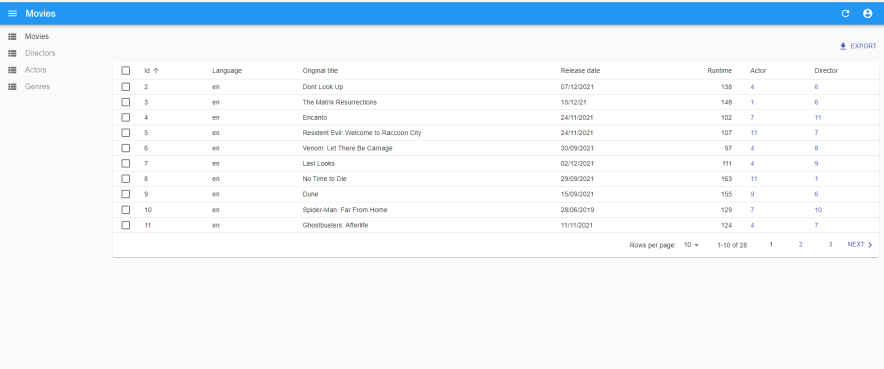 Movies
Movies
Directors
Actors
Genres
EXPORT
Id Language Original title Release date Runtime Actor Director
2 en Dont Look Up 07/12/2021 138 4 6
3 en The Matrix Resurrections 15/12/21 148 1 6
4 en Encanto 24/11/2021 102 7 11
5 en Resident Evil: Welcome to Raccoon City 24/11/2021 107 11 7
6 en Venom: Let There Be Carnage 30/09/2021 97 4 8
7 en Last Looks 02/12/2021 111 4 9
8 en No Time to Die 29/09/2021 163 11 1
9 en Dune 15/09/2021 155 9 6
10 en Spider-Man: Far From Home 28/06/2019 129 7 10
11 en Ghostbusters: Afterlife 11/11/2021 124 4 7
Rows per page: 10 1-10 of 28 1 2 3 NEXT